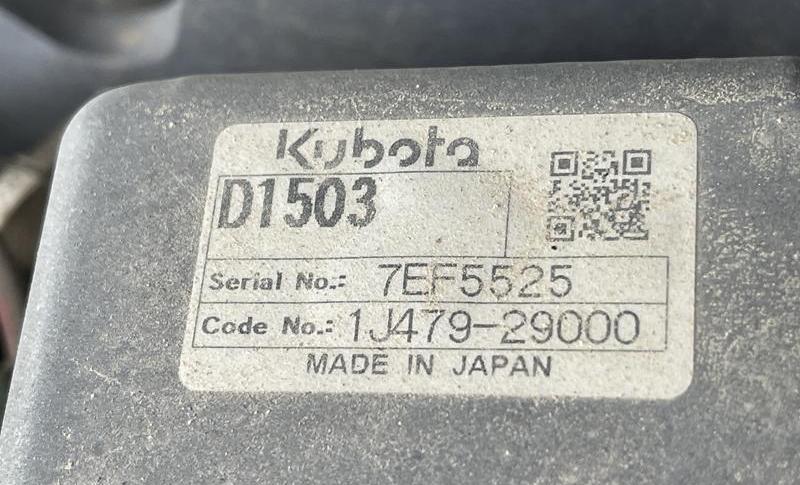 Kubota
D1503
Serial No.: 7EF5525
Code No.: 1J479-29000
MADE IN JAPAN